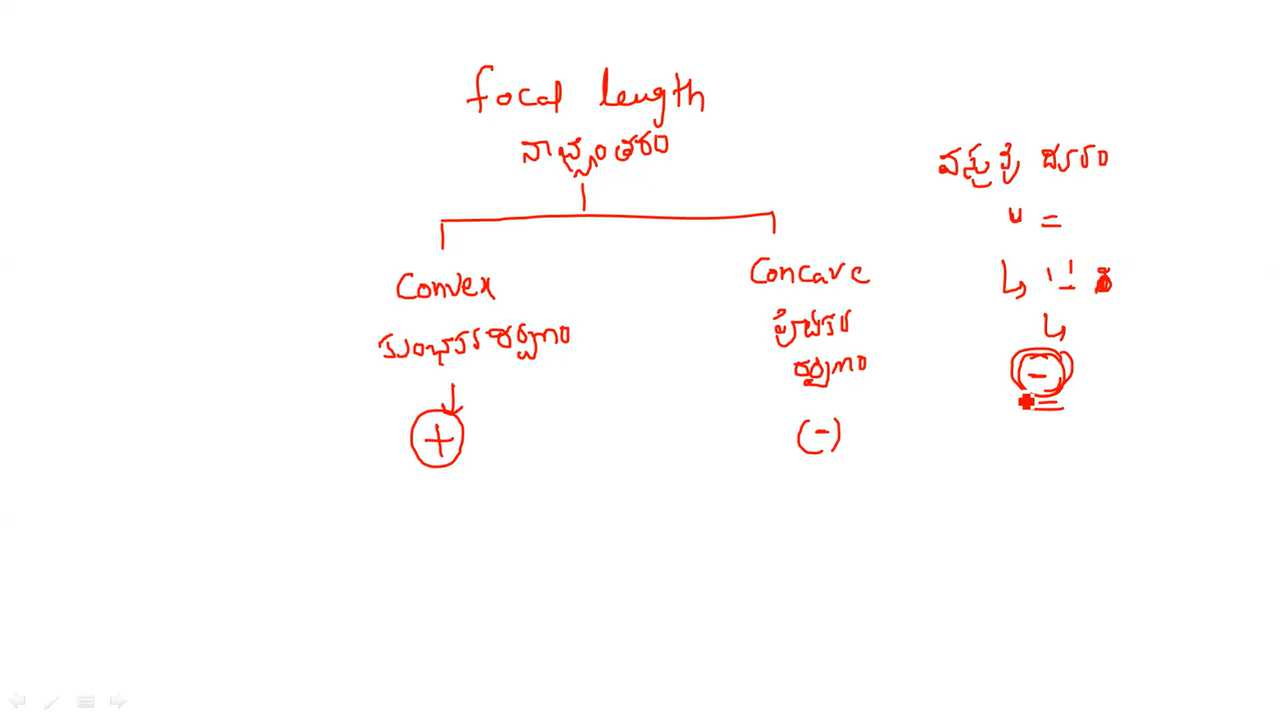 focal length
నాభ్యంతరం
Convex
కుంభాకార దర్పణం
Concave
పుటాకార
దర్పణం
వస్తు దూరం
u =
+
(-)
-